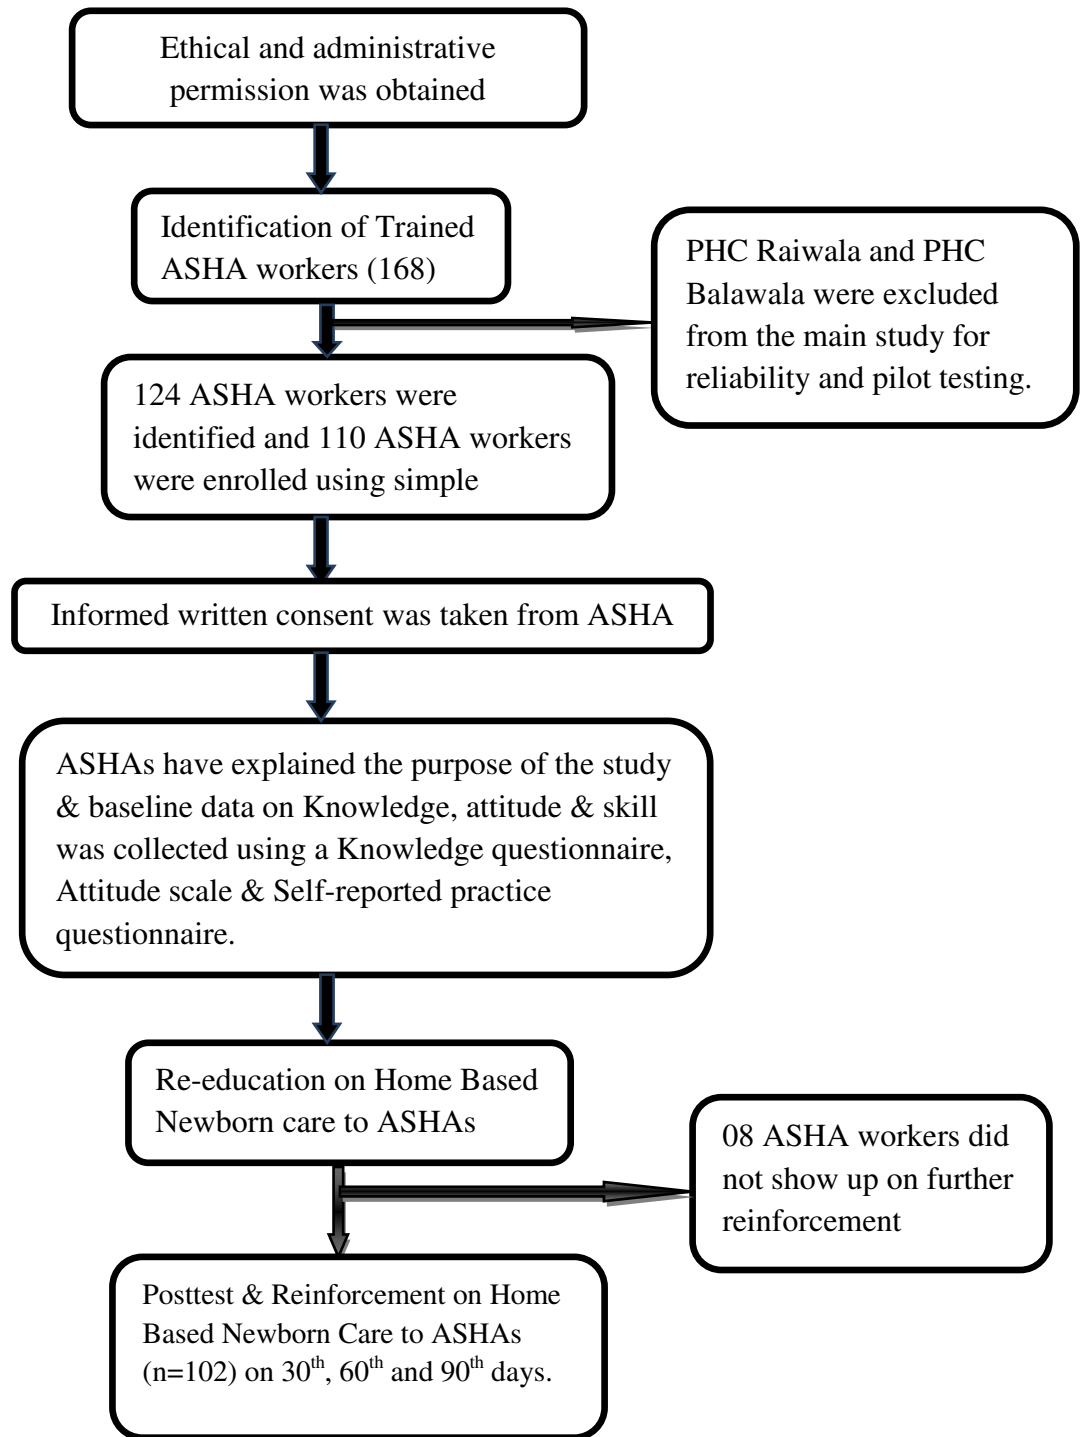 Ethical and administrative
permission was obtained
Identification of Trained
ASHA workers (168)
PHC Raiwala and PHC
Balawala were excluded
from the main study for
reliability and pilot testing.
124 ASHA workers were
identified and 110 ASHA workers
were enrolled using simple
Informed written consent was taken from ASHA
ASHAs have explained the purpose of the study
& baseline data on Knowledge, attitude & skill
was collected using a Knowledge questionnaire,
Attitude scale & Self-reported practice
questionnaire.
Re-education on Home Based
Newborn care to ASHAs
08 ASHA workers did
not show up on further
reinforcement
Posttest & Reinforcement on Home
Based Newborn Care to ASHAs
(n=102) on 30th, 60th and 90th days.